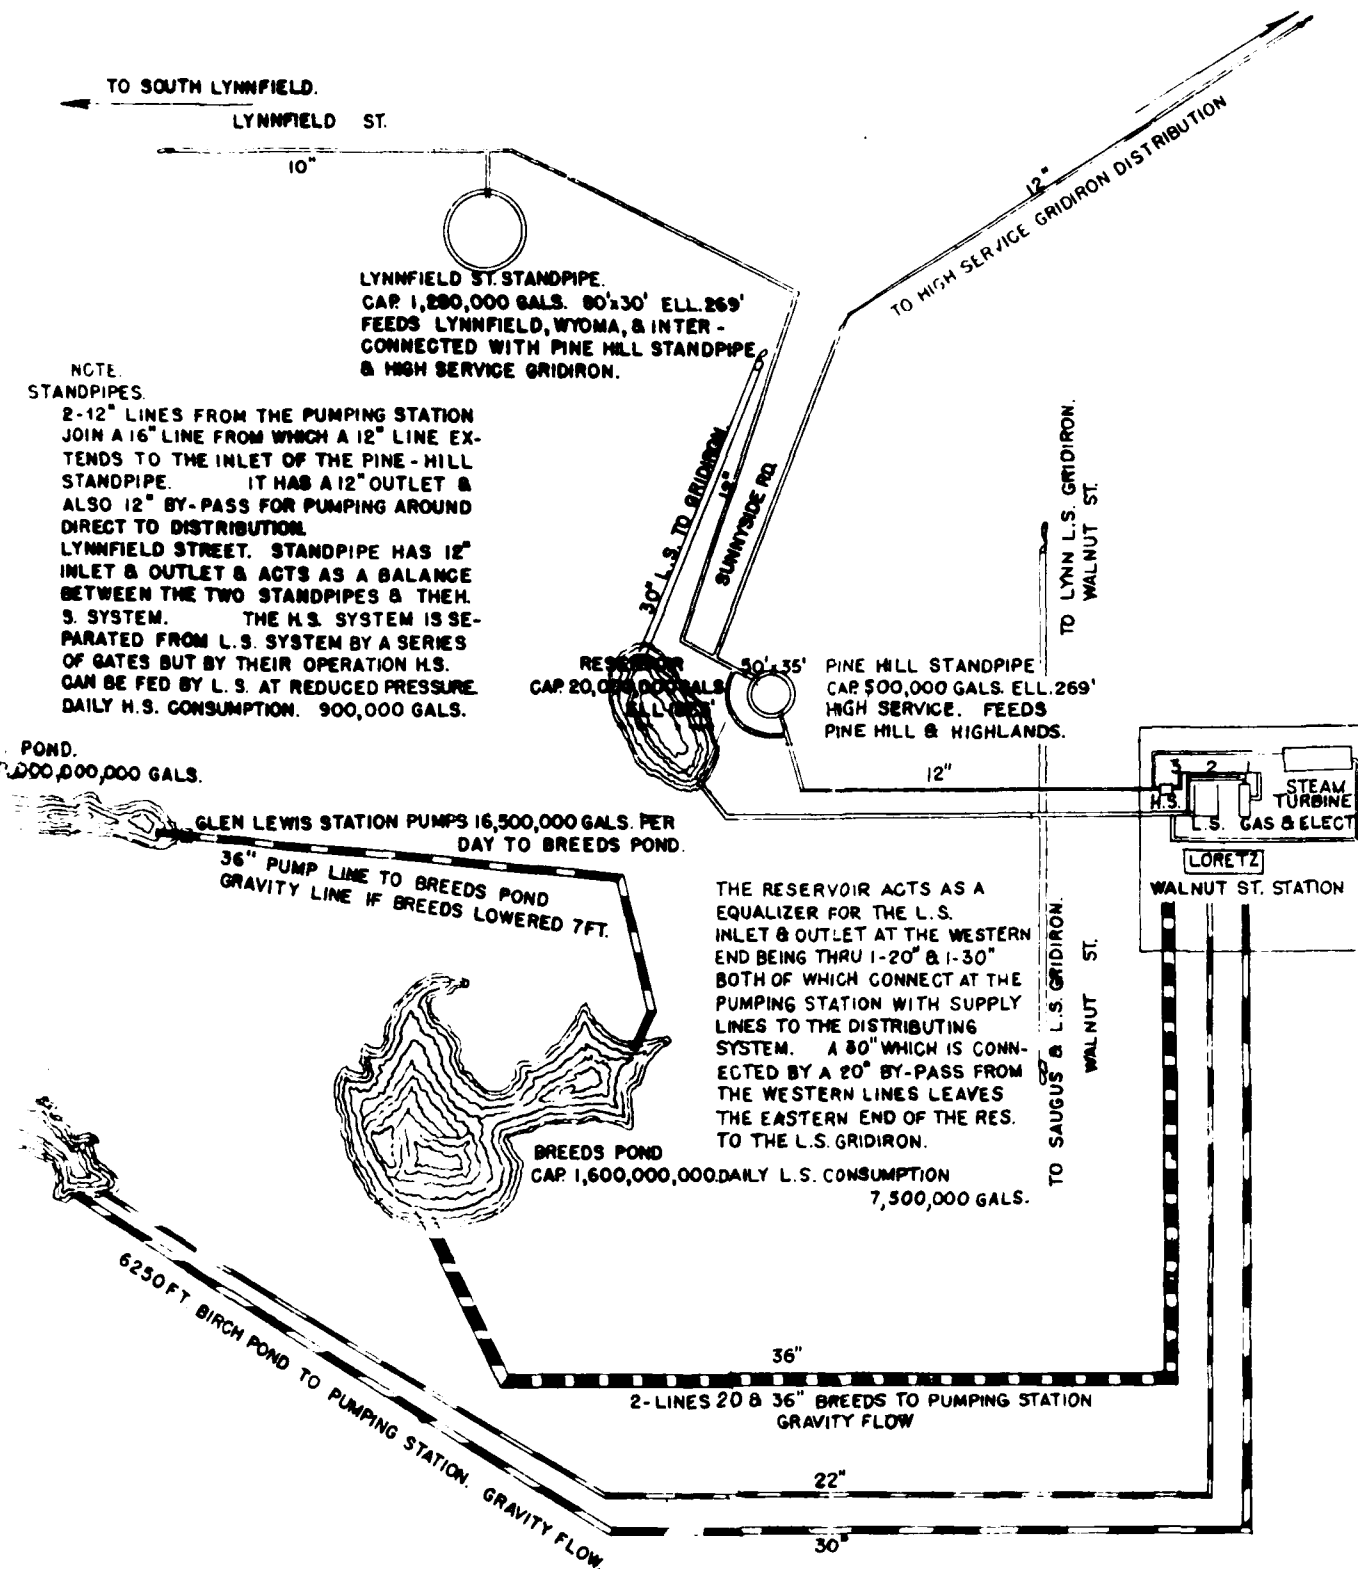 TO SOUTH LYNNFIELD.
LYNNFIELD ST.
10"
12"
TO HIGH SERVICE GRIDIRON DISTRIBUTION
LYNNFIELD ST. STANDPIPE.
CAP. 1,280,000 GALS. 80'x30' ELL. 269'
FEEDS LYNNFIELD, WYOMA, & INTER-
CONNECTED WITH PINE HILL STANDPIPE
& HIGH SERVICE GRIDIRON.
NOTE.
STANDPIPES.
2-12" LINES FROM THE PUMPING STATION
JOIN A 16" LINE FROM WHICH A 12" LINE EX-
TENDS TO THE INLET OF THE PINE-HILL
STANDPIPE. IT HAS A 12" OUTLET &
ALSO 12" BY-PASS FOR PUMPING AROUND
DIRECT TO DISTRIBUTION.
LYNNFIELD STREET. STANDPIPE HAS 12"
INLET & OUTLET & ACTS AS A BALANCE
BETWEEN THE TWO STANDPIPES & THE H.
S. SYSTEM. THE H.S. SYSTEM IS SE-
PARATED FROM L.S. SYSTEM BY A SERIES
OF GATES BUT BY THEIR OPERATION H.S.
CAN BE FED BY L.S. AT REDUCED PRESSURE.
DAILY H.S. CONSUMPTION. 900,000 GALS.
30" L.S. TO GRIDIRON.
12"
SUNNYSIDE RD.
TO LYNN L.S. GRIDIRON.
WALNUT ST.
RESERVOIR
CAP. 20,000,000 GALS
ELL
50'x35'
PINE HILL STANDPIPE
CAP. 500,000 GALS. ELL. 269'
HIGH SERVICE. FEEDS
PINE HILL & HIGHLANDS.
12"
3 2 1
H.S.
STEAM
TURBINE
L.S. GAS & ELECT
LORETZ
WALNUT ST. STATION
POND.
000,000,000 GALS.
GLEN LEWIS STATION PUMPS 16,500,000 GALS. PER
DAY TO BREEDS POND.
36" PUMP LINE TO BREEDS POND
GRAVITY LINE IF BREEDS LOWERED 7FT.
THE RESERVOIR ACTS AS A
EQUALIZER FOR THE L.S.
INLET & OUTLET AT THE WESTERN
END BEING THRU 1-20" & 1-30"
BOTH OF WHICH CONNECT AT THE
PUMPING STATION WITH SUPPLY
LINES TO THE DISTRIBUTING
SYSTEM. A 30" WHICH IS CONN-
ECTED BY A 20" BY-PASS FROM
THE WESTERN LINES LEAVES
THE EASTERN END OF THE RES.
TO THE L.S. GRIDIRON.
DAILY L.S. CONSUMPTION
7,500,000 GALS.
TO SAUGUS & L.S. GRIDIRON.
WALNUT ST.
BREEDS POND
CAP. 1,600,000,000.
6250 FT. BIRCH POND TO PUMPING STATION. GRAVITY FLOW.
36"
2-LINES 20 & 36" BREEDS TO PUMPING STATION
GRAVITY FLOW
22"
30"